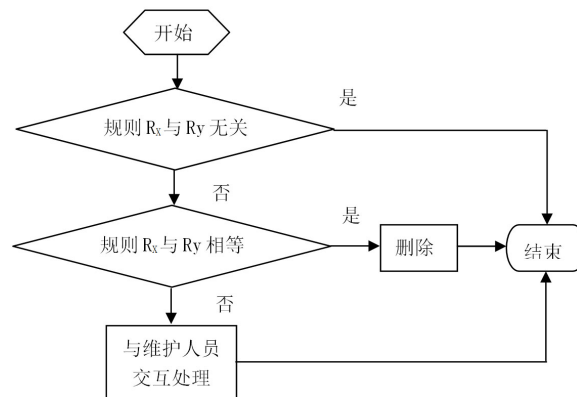 开始
是
规则 Rx 与 Ry 无关
否
是
规则 Rx 与 Ry 相等
删除
结束
否
与维护人员
交互处理